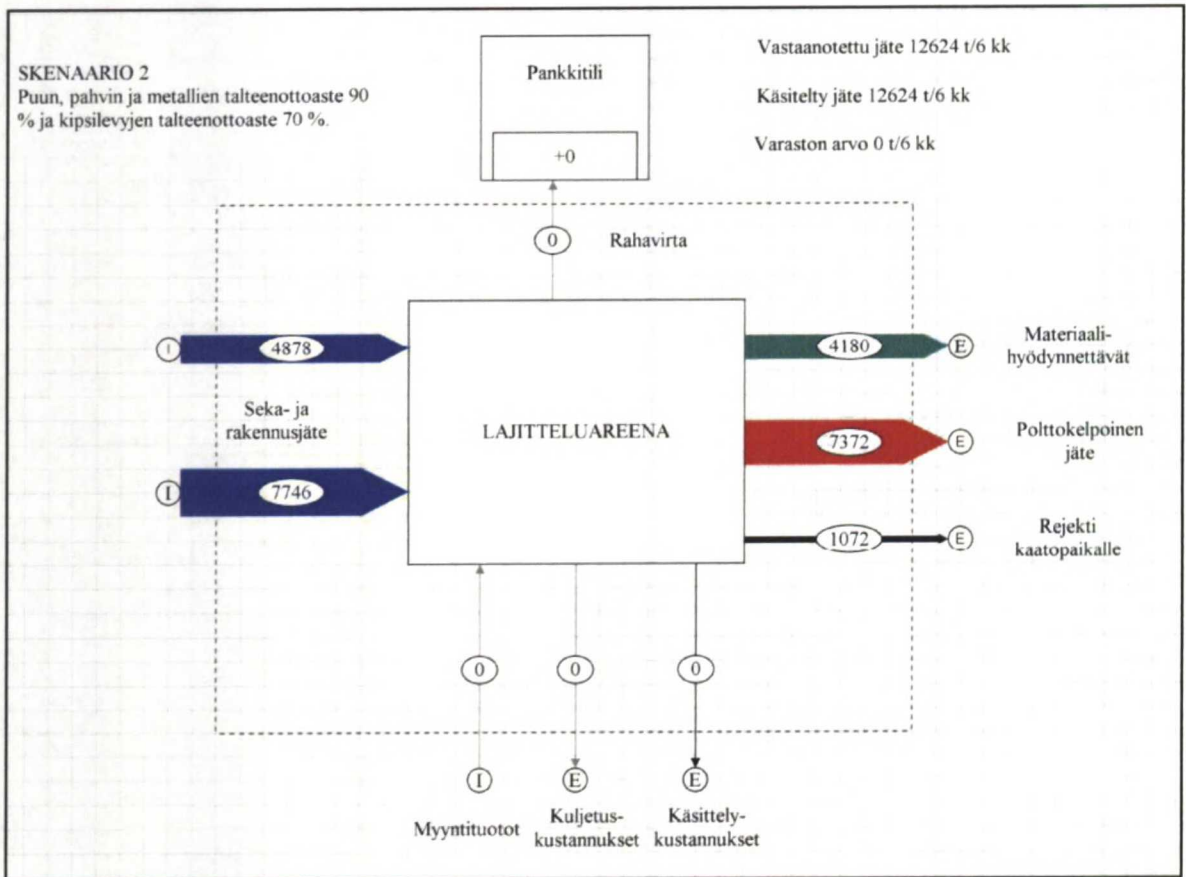 SKENAARIO 2
Puun, pahvin ja metallien talteenottoaste 90
% ja kipsilevyjen talteenottoaste 70 %.
Pankkitili
+0
Vastaanotettu jäte 12624 t/6 kk
Käsitelty jäte 12624 t/6 kk
Varaston arvo 0 t/6 kk
0
Rahavirta
I
4878
Seka- ja
rakennusjäte
I
7746
LAJITTELUAREENA
4180
E
Materiaali-
hyödynnettävät
7372
E
Polttokelpoinen
jäte
1072
E
Rejekti
kaatopaikalle
0
0
0
I
E
E
Myyntituotot
Kuljetus-
kustannukset
Käsittely-
kustannukset